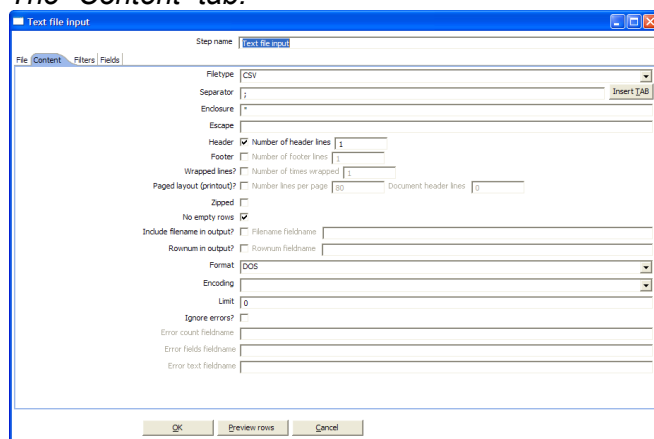 The "Content" tab:
Text file input
Step name Text file input
File Content Filters Fields
Filetype CSV
Separator ; Insert TAB
Enclosure "
Escape
Header Number of header lines 1
Footer Number of footer lines 1
Wrapped lines? Number of times wrapped 1
Paged layout (printout)? Number lines per page 80 Document header lines 0
Zipped
No empty rows
Include filename in output? Filename fieldname
Rownum in output? Rownum fieldname
Format DOS
Encoding
Limit 0
Ignore errors?
Error count fieldname
Error fields fieldname
Error text fieldname
OK Preview rows Cancel